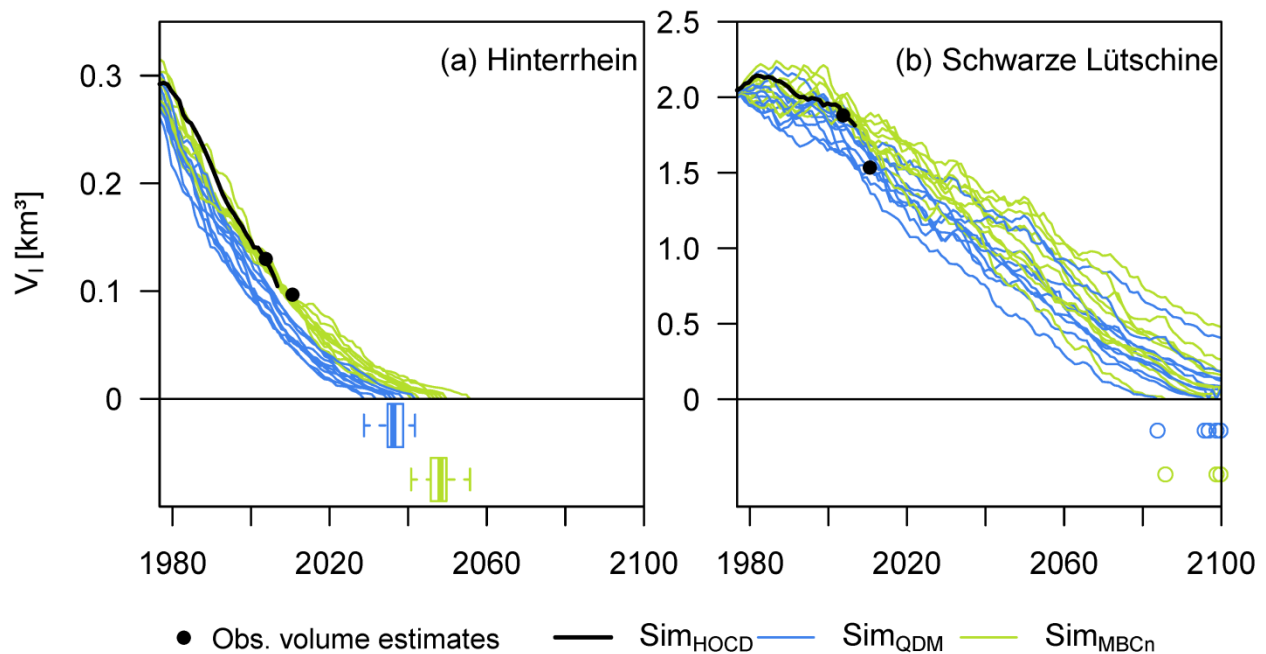 (a) Hinterrhein
(b) Schwarze Lütschine
V_I [km³]
0.3
0.2
0.1
0
2.5
2.0
1.5
1.0
0.5
0
1980 2020 2060 2100
1980 2020 2060 2100
Obs. volume estimates Sim_HOCD Sim_QDM Sim_MBCn